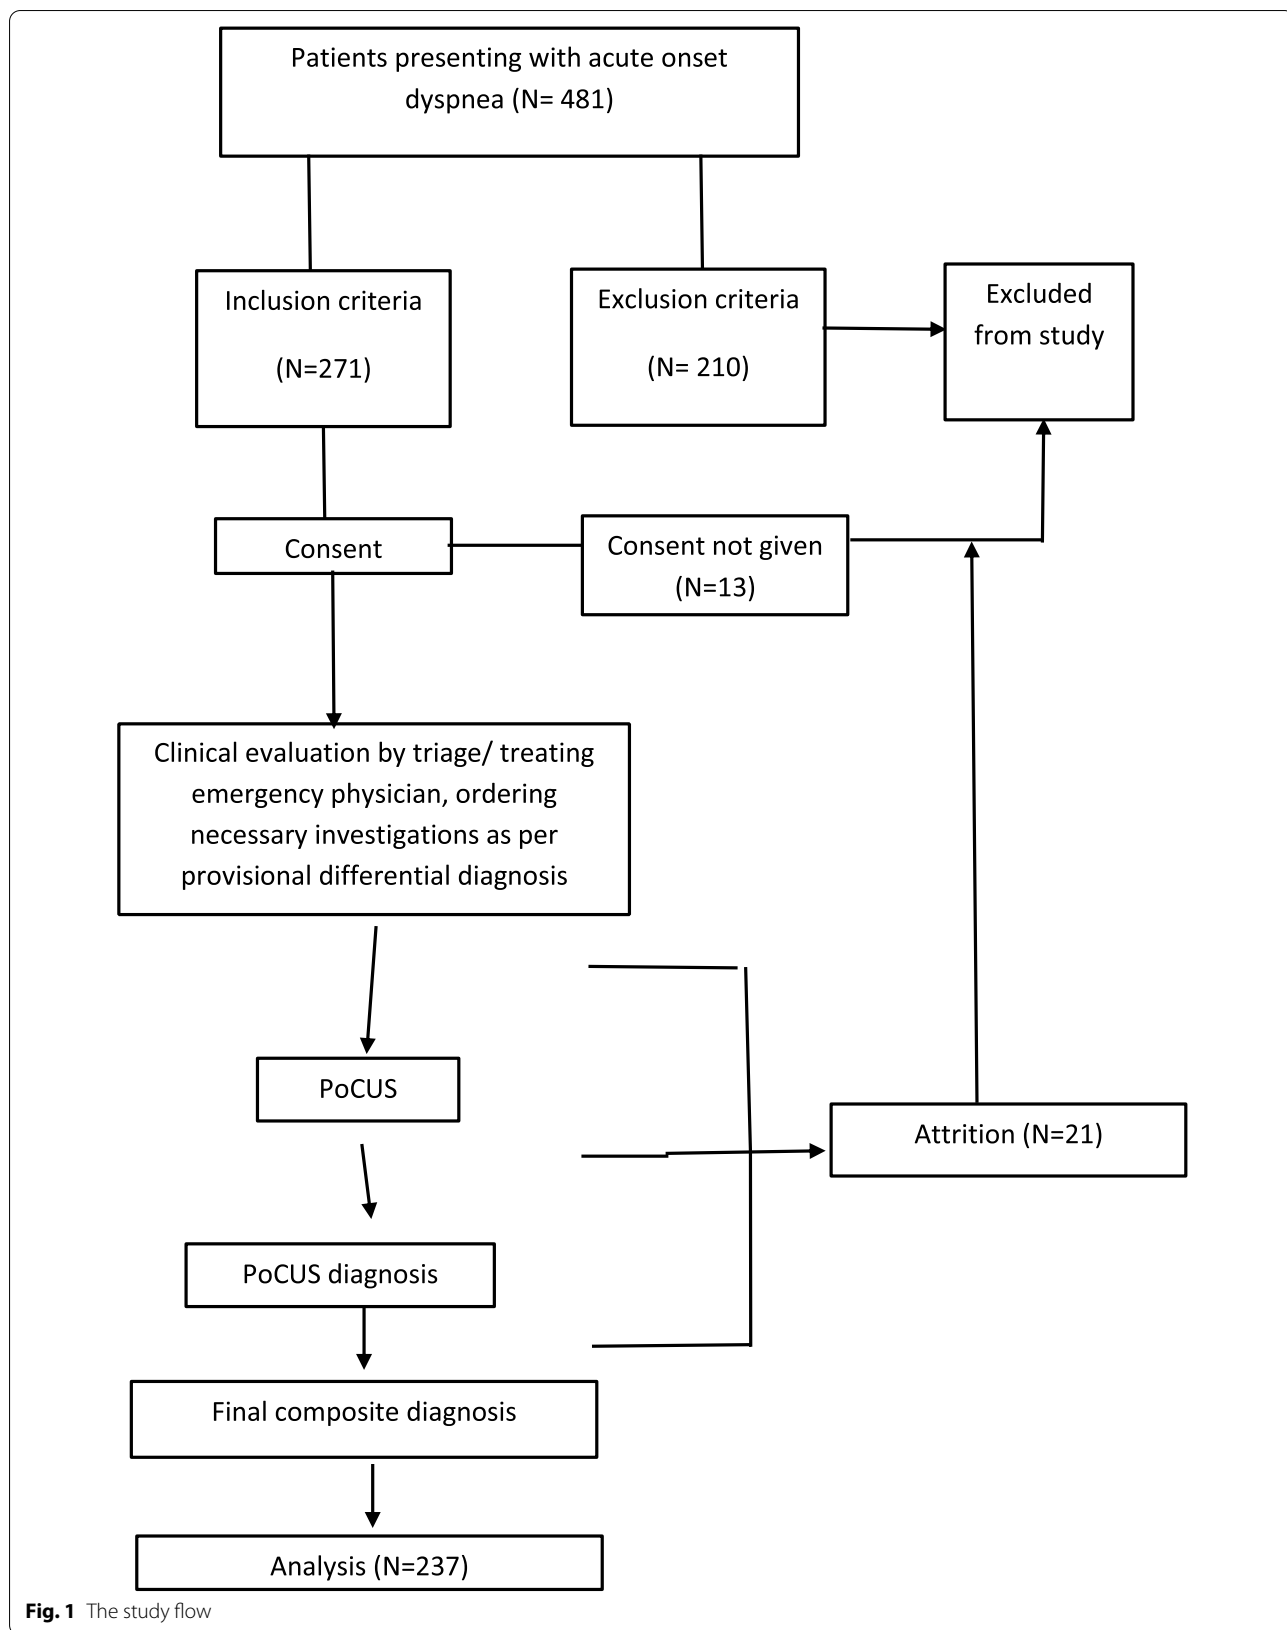 Patients presenting with acute onset
dyspnea (N= 481)
Inclusion criteria
(N=271)
Exclusion criteria
(N= 210)
Excluded
from study
Consent
Consent not given
(N=13)
Clinical evaluation by triage/ treating
emergency physician, ordering
necessary investigations as per
provisional differential diagnosis
PoCUS
Attrition (N=21)
PoCUS diagnosis
Final composite diagnosis
Analysis (N=237)
Fig. 1 The study flow